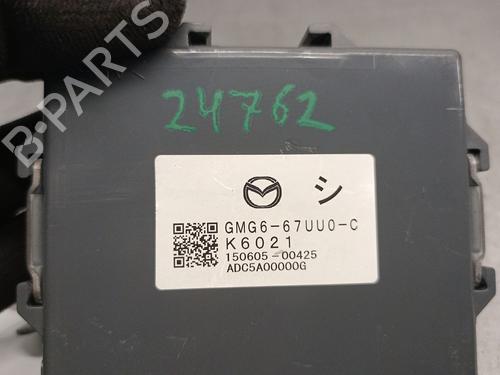 24762
シ
GMG6-67UU0-C
K6021
150605-00425
ADC5A00000G
B-PARTS